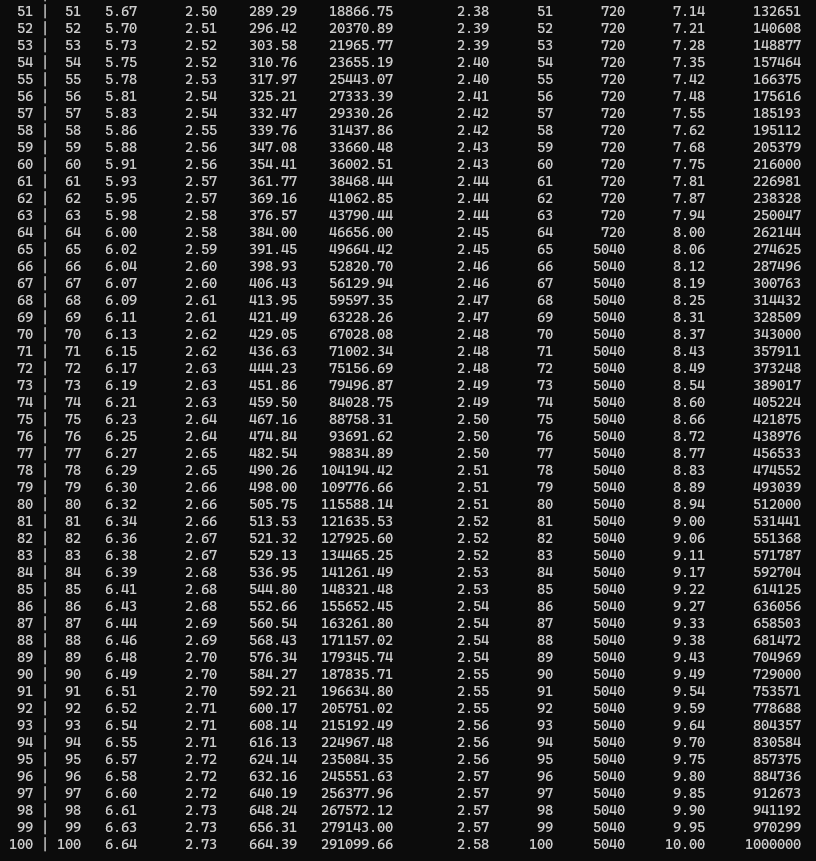 51 | 51 5.67 2.50 289.29 18866.75 2.38 51 720 7.14 132651
52 | 52 5.70 2.51 296.42 20370.89 2.39 52 720 7.21 140608
53 | 53 5.73 2.52 303.58 21965.77 2.39 53 720 7.28 148877
54 | 54 5.75 2.52 310.76 23655.19 2.40 54 720 7.35 157464
55 | 55 5.78 2.53 317.97 25443.07 2.40 55 720 7.42 166375
56 | 56 5.81 2.54 325.21 27333.39 2.41 56 720 7.48 175616
57 | 57 5.83 2.54 332.47 29330.26 2.42 57 720 7.55 185193
58 | 58 5.86 2.55 339.76 31437.86 2.42 58 720 7.62 195112
59 | 59 5.88 2.56 347.08 33660.48 2.43 59 720 7.68 205379
60 | 60 5.91 2.56 354.41 36002.51 2.43 60 720 7.75 216000
61 | 61 5.93 2.57 361.77 38468.44 2.44 61 720 7.81 226981
62 | 62 5.95 2.57 369.16 41062.85 2.44 62 720 7.87 238328
63 | 63 5.98 2.58 376.57 43790.44 2.44 63 720 7.94 250047
64 | 64 6.00 2.58 384.00 46656.00 2.45 64 720 8.00 262144
65 | 65 6.02 2.59 391.45 49664.42 2.45 65 5040 8.06 274625
66 | 66 6.04 2.60 398.93 52820.70 2.46 66 5040 8.12 287496
67 | 67 6.07 2.60 406.43 56129.94 2.46 67 5040 8.19 300763
68 | 68 6.09 2.61 413.95 59597.35 2.47 68 5040 8.25 314432
69 | 69 6.11 2.61 421.49 63228.26 2.47 69 5040 8.31 328509
70 | 70 6.13 2.62 429.05 67028.08 2.48 70 5040 8.37 343000
71 | 71 6.15 2.62 436.63 71002.34 2.48 71 5040 8.43 357911
72 | 72 6.17 2.63 444.23 75156.69 2.48 72 5040 8.49 373248
73 | 73 6.19 2.63 451.86 79496.87 2.49 73 5040 8.54 389017
74 | 74 6.21 2.63 459.50 84028.75 2.49 74 5040 8.60 405224
75 | 75 6.23 2.64 467.16 88758.31 2.50 75 5040 8.66 421875
76 | 76 6.25 2.64 474.84 93691.62 2.50 76 5040 8.72 438976
77 | 77 6.27 2.65 482.54 98834.89 2.50 77 5040 8.77 456533
78 | 78 6.29 2.65 490.26 104194.42 2.51 78 5040 8.83 474552
79 | 79 6.30 2.66 498.00 109776.66 2.51 79 5040 8.89 493039
80 | 80 6.32 2.66 505.75 115588.14 2.51 80 5040 8.94 512000
81 | 81 6.34 2.66 513.53 121635.53 2.52 81 5040 9.00 531441
82 | 82 6.36 2.67 521.32 127925.60 2.52 82 5040 9.06 551368
83 | 83 6.38 2.67 529.13 134465.25 2.52 83 5040 9.11 571787
84 | 84 6.39 2.68 536.95 141261.49 2.53 84 5040 9.17 592704
85 | 85 6.41 2.68 544.80 148321.48 2.53 85 5040 9.22 614125
86 | 86 6.43 2.68 552.66 155652.45 2.54 86 5040 9.27 636056
87 | 87 6.44 2.69 560.54 163261.80 2.54 87 5040 9.33 658503
88 | 88 6.46 2.69 568.43 171157.02 2.54 88 5040 9.38 681472
89 | 89 6.48 2.70 576.34 179345.74 2.54 89 5040 9.43 704969
90 | 90 6.49 2.70 584.27 187835.71 2.55 90 5040 9.49 729000
91 | 91 6.51 2.70 592.21 196634.80 2.55 91 5040 9.54 753571
92 | 92 6.52 2.71 600.17 205751.02 2.55 92 5040 9.59 778688
93 | 93 6.54 2.71 608.14 215192.49 2.56 93 5040 9.64 804357
94 | 94 6.55 2.71 616.13 224967.48 2.56 94 5040 9.70 830584
95 | 95 6.57 2.72 624.14 235084.35 2.56 95 5040 9.75 857375
96 | 96 6.58 2.72 632.16 245551.63 2.57 96 5040 9.80 884736
97 | 97 6.60 2.72 640.19 256377.96 2.57 97 5040 9.85 912673
98 | 98 6.61 2.73 648.24 267572.12 2.57 98 5040 9.90 941192
99 | 99 6.63 2.73 656.31 279143.00 2.57 99 5040 9.95 970299
100 | 100 6.64 2.73 664.39 291099.66 2.58 100 5040 10.00 1000000